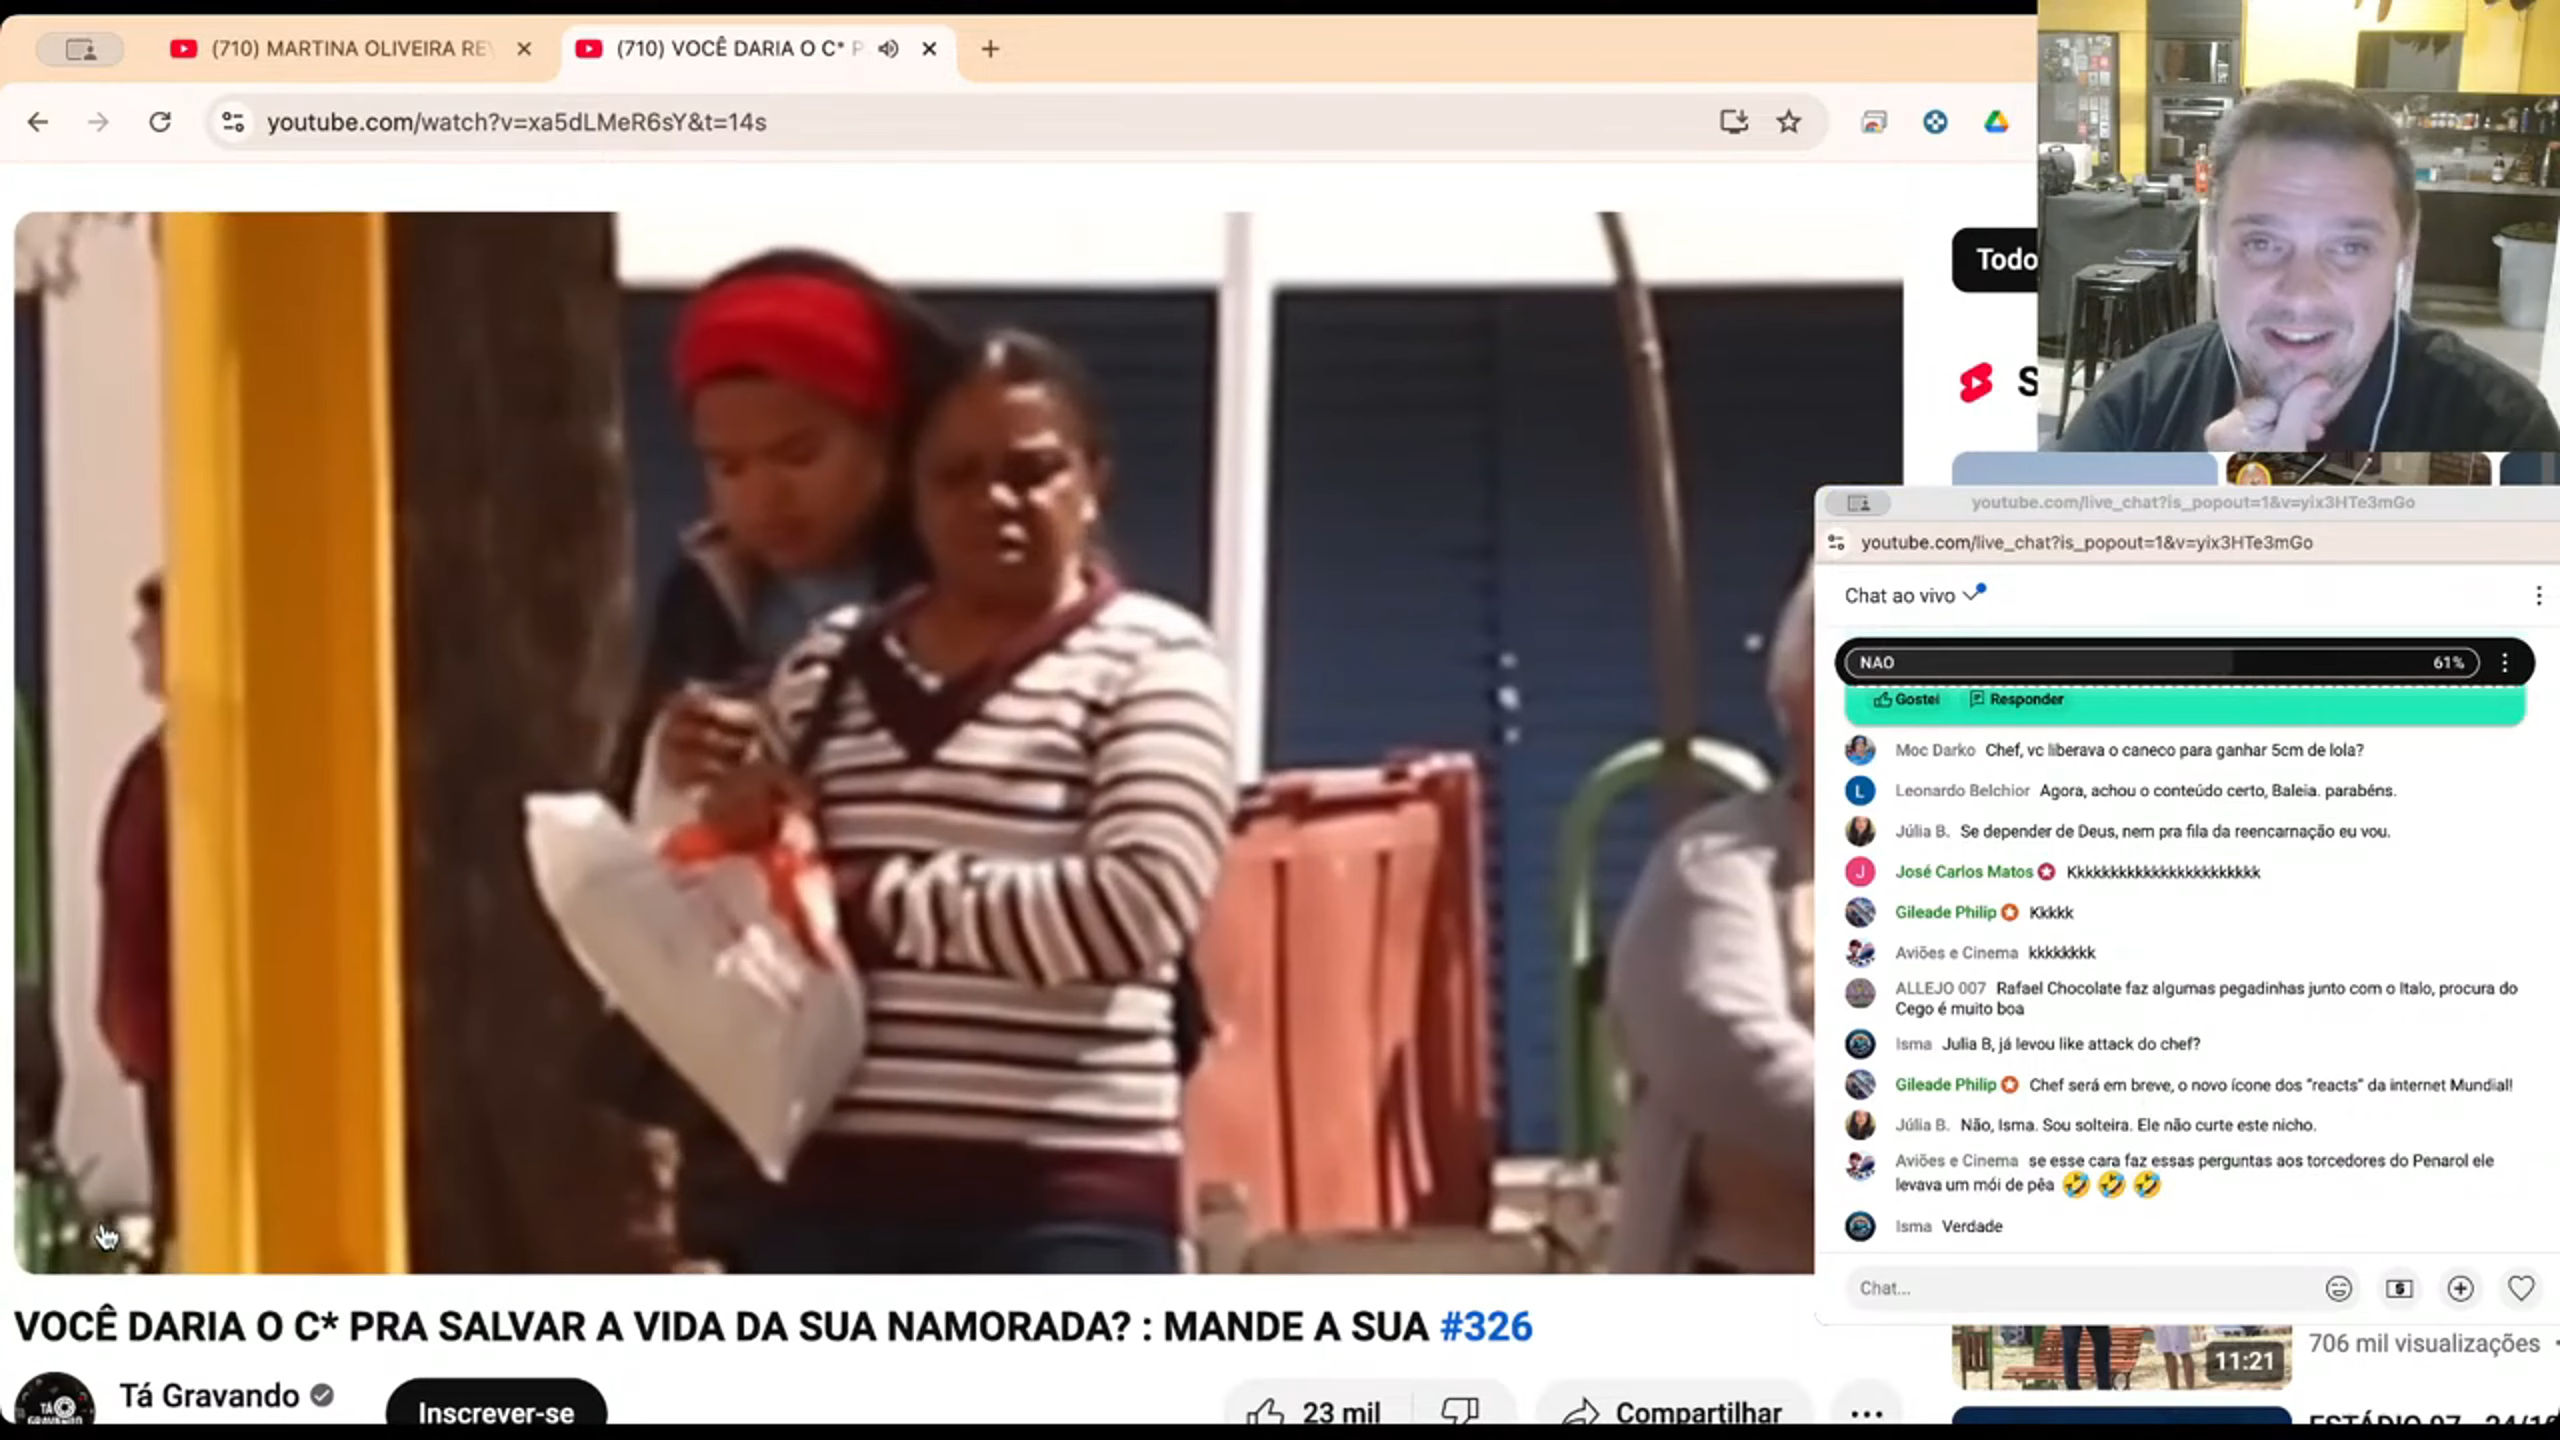 (710) MARTINA OLIVEIRA RE
(710) VOCÊ DARIA O C* P
youtube.com/watch?v=xa5dLMeR6sY&t=14s
Todo
S
youtube.com/live_chat?is_popout=1&v=yix3HTe3mGo
youtube.com/live_chat?is_popout=1&v=yix3HTe3mGo
Chat ao vivo
NAO 61%
Gostei Responder
Moc Darko Chef, vc liberava o caneco para ganhar 5cm de lola?
Leonardo Belchior Agora, achou o conteúdo certo, Baleia. parabéns.
Júlia B. Se depender de Deus, nem pra fila da reencarnação eu vou.
José Carlos Matos Kkkkkkkkkkkkkkkkkkkkkkk
Gileade Philip Kkkkk
Aviões e Cinema kkkkkkkk
ALLEJO 007 Rafael Chocolate faz algumas pegadinhas junto com o Italo, procura do
Cego é muito boa
Isma Julia B, já levou like attack do chef?
Gileade Philip Chef será em breve, o novo ícone dos "reacts" da internet Mundial!
Júlia B. Não, Isma. Sou solteira. Ele não curte este nicho.
Aviões e Cinema se esse cara faz essas perguntas aos torcedores do Penarol ele
levava um mói de pêa 🤣 🤣 🤣
Isma Verdade
Chat...
VOCÊ DARIA O C* PRA SALVAR A VIDA DA SUA NAMORADA? : MANDE A SUA #326
706 mil visualizações
11:21
TÁ
GRAVANDO
Tá Gravando
Inscrever-se
23 mil
Compartilhar